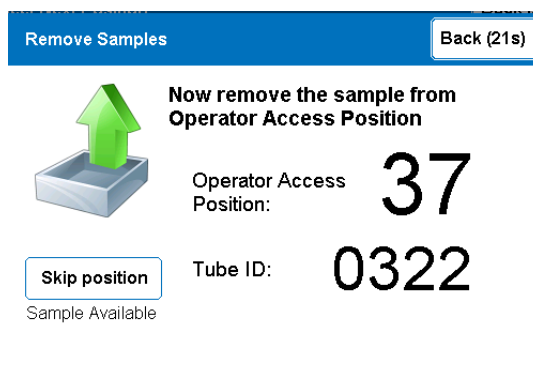 Remove Samples
Back (21s)
Now remove the sample from
Operator Access Position
Operator Access
Position:
37
Tube ID:
0322
Skip position
Sample Available